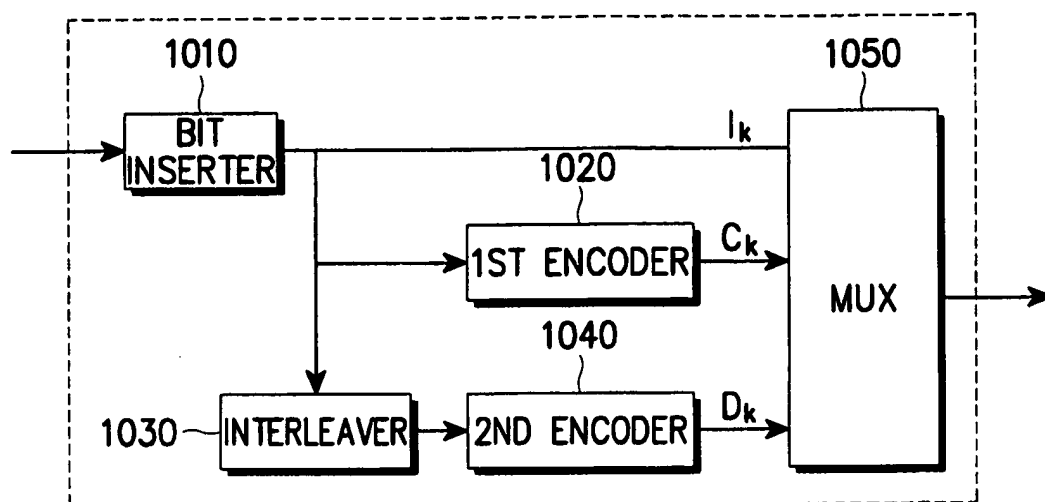 1010
1050
BIT
INSERTER
Ik
1020
1ST ENCODER
Ck
MUX
1040
1030
INTERLEAVER
2ND ENCODER
Dk